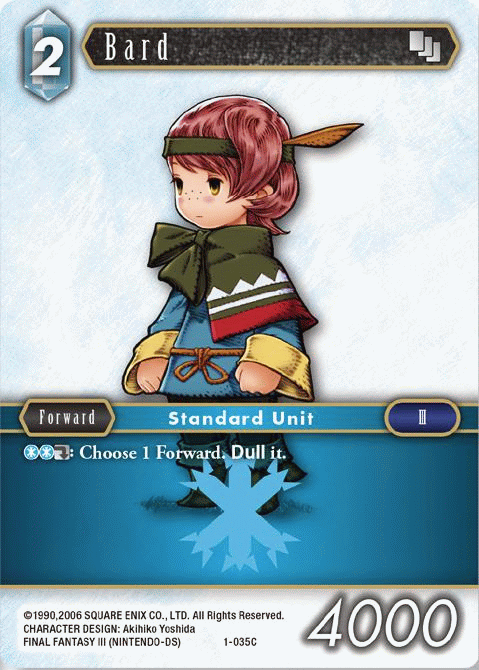 2
Bard
Forward
Standard Unit
III
: Choose 1 Forward. Dull it.
©1990,2006 SQUARE ENIX CO., LTD. All Rights Reserved.
CHARACTER DESIGN: Akihiko Yoshida
FINAL FANTASY III (NINTENDO-DS)
1-035C
4000